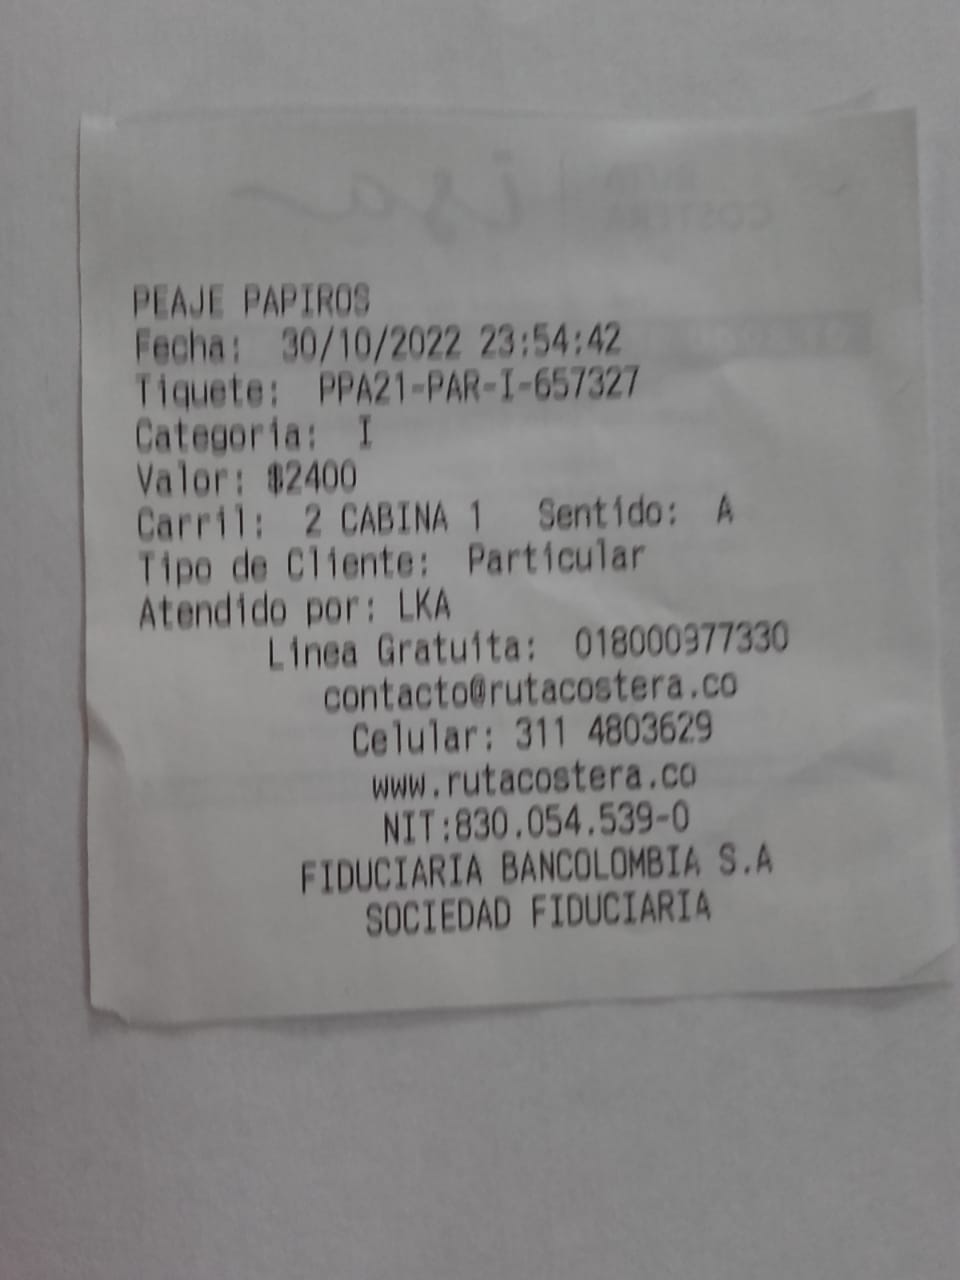 PEAJE PAPIROS
Fecha: 30/10/2022 23:54:42
Tiquete: PPA21-PAR-I-657327
Categoria: I
Valor: $2400
Carril: 2 CABINA 1 Sentido: A
Tipo de Cliente: Particular
Atendido por: LKA
Linea Gratuita: 018000977330
contacto@rutacostera.co
Celular: 311 4803629
www.rutacostera.co
NIT:830.054.539-0
FIDUCIARIA BANCOLOMBIA S.A
SOCIEDAD FIDUCIARIA